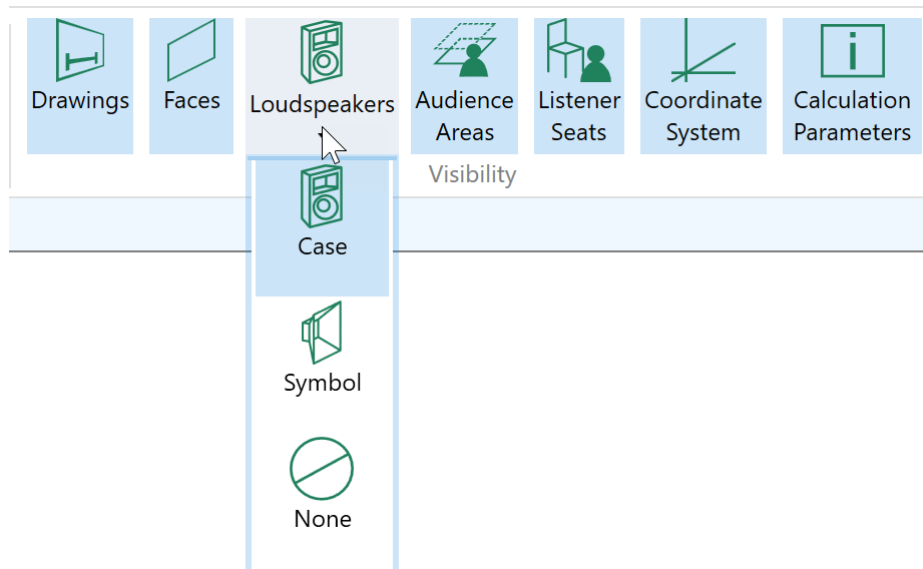 Drawings
Faces
Loudspeakers
Audience
Areas
Listener
Seats
Coordinate
System
Calculation
Parameters
Visibility
Case
Symbol
None